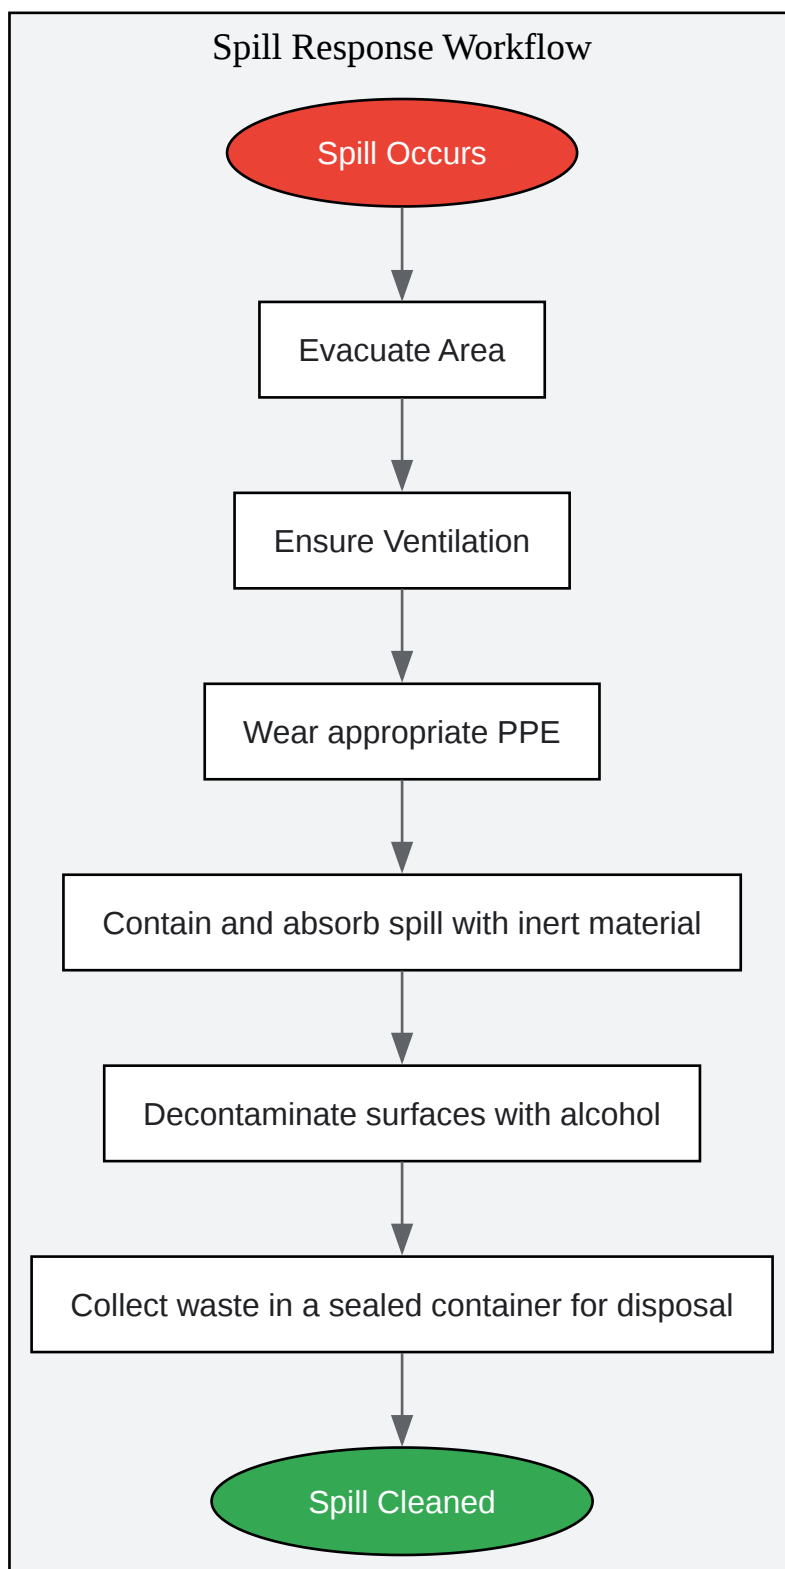 Spill Response Workflow
Spill Occurs
Evacuate Area
Ensure Ventilation
Wear appropriate PPE
Contain and absorb spill with inert material
Decontaminate surfaces with alcohol
Collect waste in a sealed container for disposal
Spill Cleaned